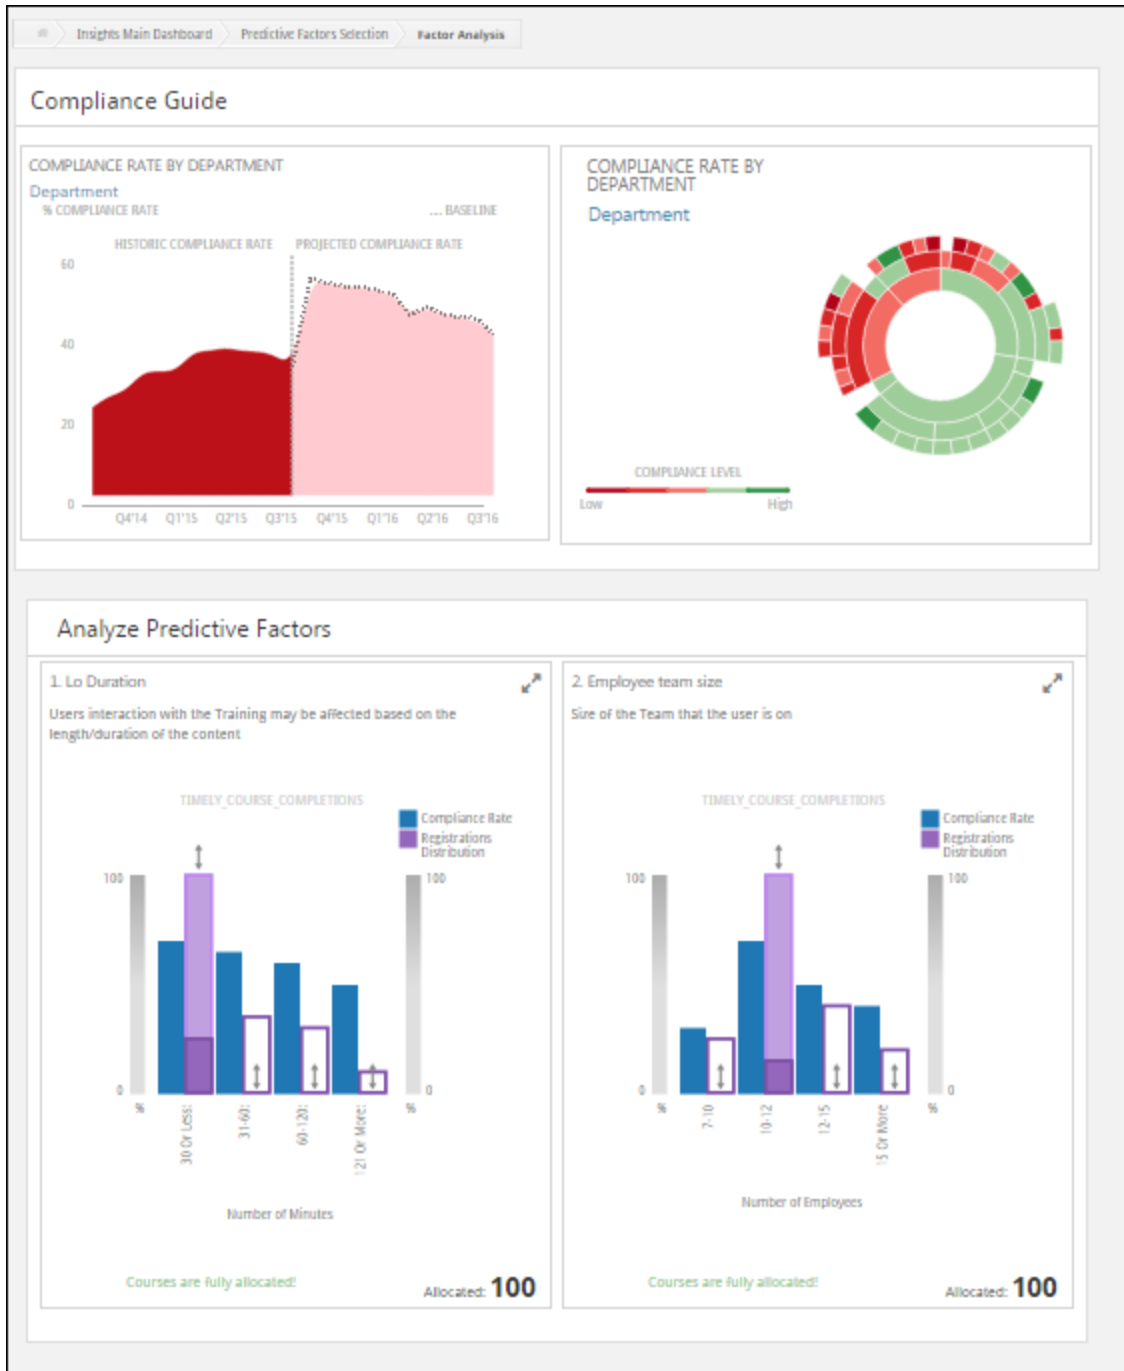 Insights Main Dashboard
Predictive Factors Selection
Factor Analysis
Compliance Guide
COMPLIANCE RATE BY DEPARTMENT
Department
% COMPLIANCE RATE
.... BASELINE
HISTORIC COMPLIANCE RATE
PROJECTED COMPLIANCE RATE
60
40
20
0
Q4'14
Q1'15
Q2'15
Q3'15
Q4'15
Q1'16
Q2'16
Q3'16
COMPLIANCE RATE BY
DEPARTMENT
Department
COMPLIANCE LEVEL
Low
High
Analyze Predictive Factors
1. Lo Duration
Users interaction with the Training may be affected based on the
length/duration of the content
TIMELY_COURSE_COMPLETIONS
Compliance Rate
Registrations
Distribution
100
100
0
0
%
%
30 Or Less:
31-60:
60-120:
121 Or More:
Number of Minutes
Courses are fully allocated!
Allocated: 100
2. Employee team size
Size of the Team that the user is on
TIMELY_COURSE_COMPLETIONS
Compliance Rate
Registrations
Distribution
100
100
0
0
%
%
7-10
10-12
12-15
15 Or More
Number of Employees
Courses are fully allocated!
Allocated: 100